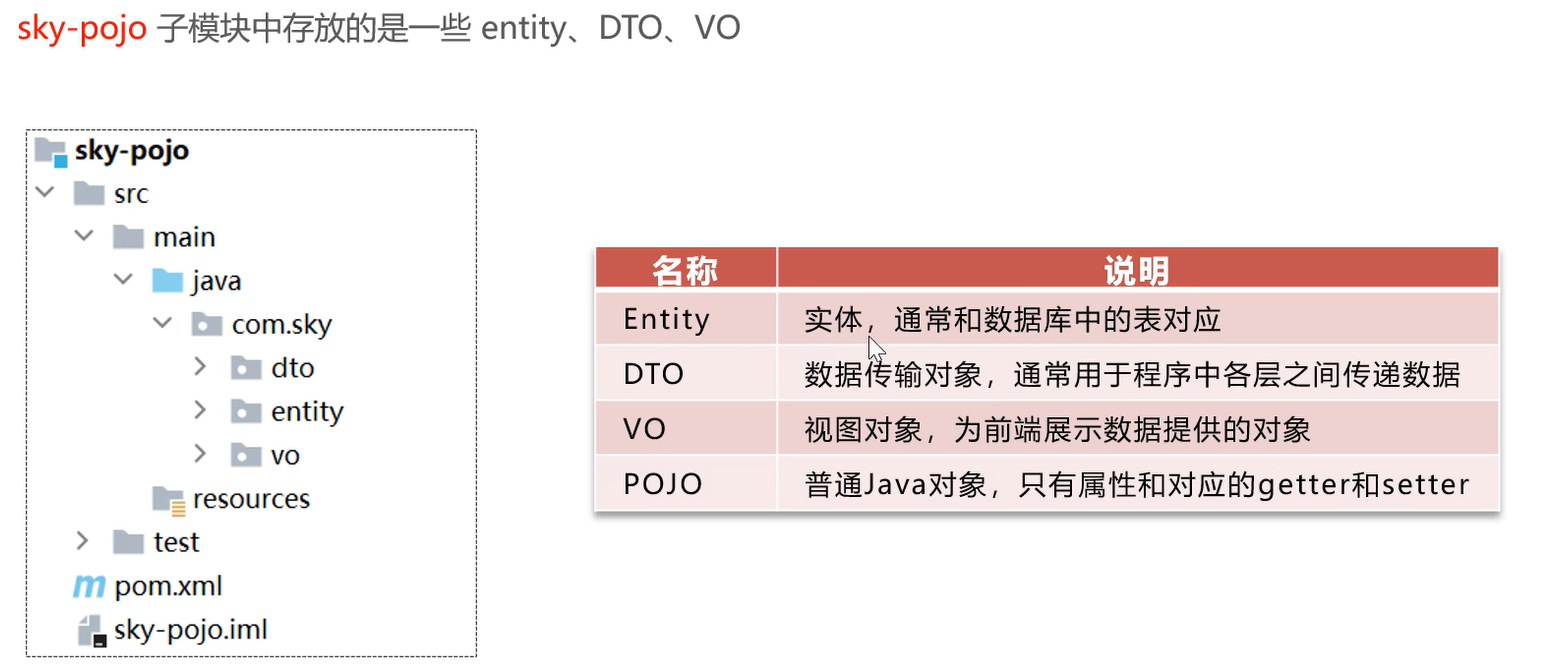 sky-pojo 子模块中存放的是一些 entity、DTO、VO
sky-pojo
src
main
java
com.sky
dto
entity
vo
resources
test
pom.xml
sky-pojo.iml
名称 说明
Entity 实体，通常和数据库中的表对应
DTO 数据传输对象，通常用于程序中各层之间传递数据
VO 视图对象，为前端展示数据提供的对象
POJO 普通Java对象，只有属性和对应的getter和setter